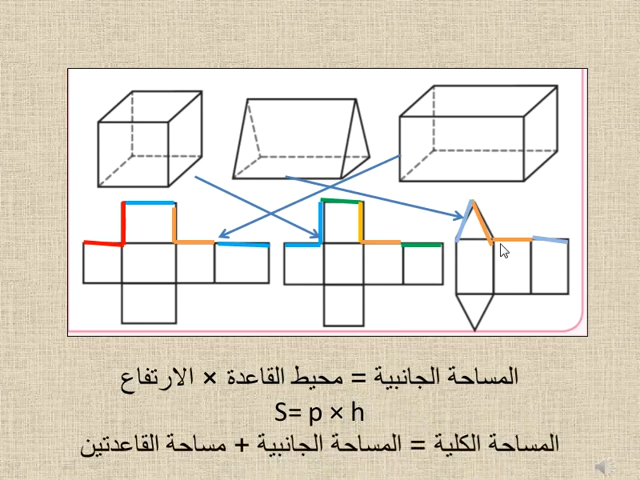 المساحة الجانبية = محيط القاعدة × الارتفاع
S= p × h
المساحة الكلية = المساحة الجانبية + مساحة القاعدتين